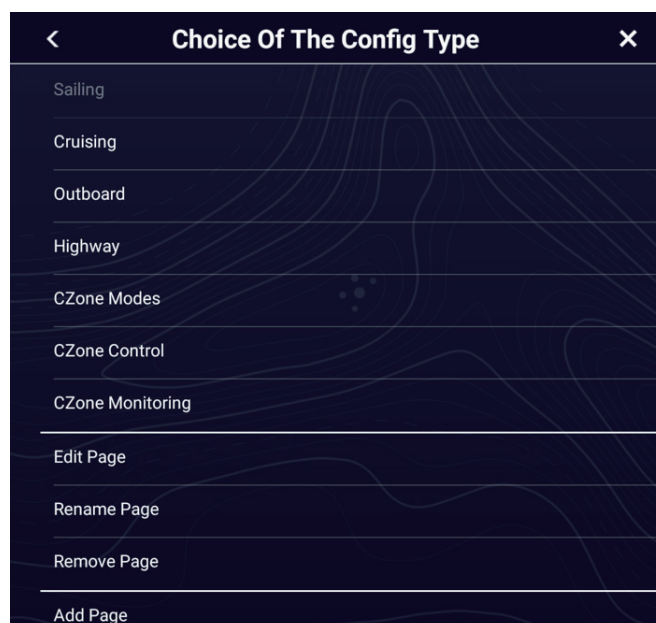 Choice Of The Config Type
Sailing
Cruising
Outboard
Highway
CZone Modes
CZone Control
CZone Monitoring
Edit Page
Rename Page
Remove Page
Add Page